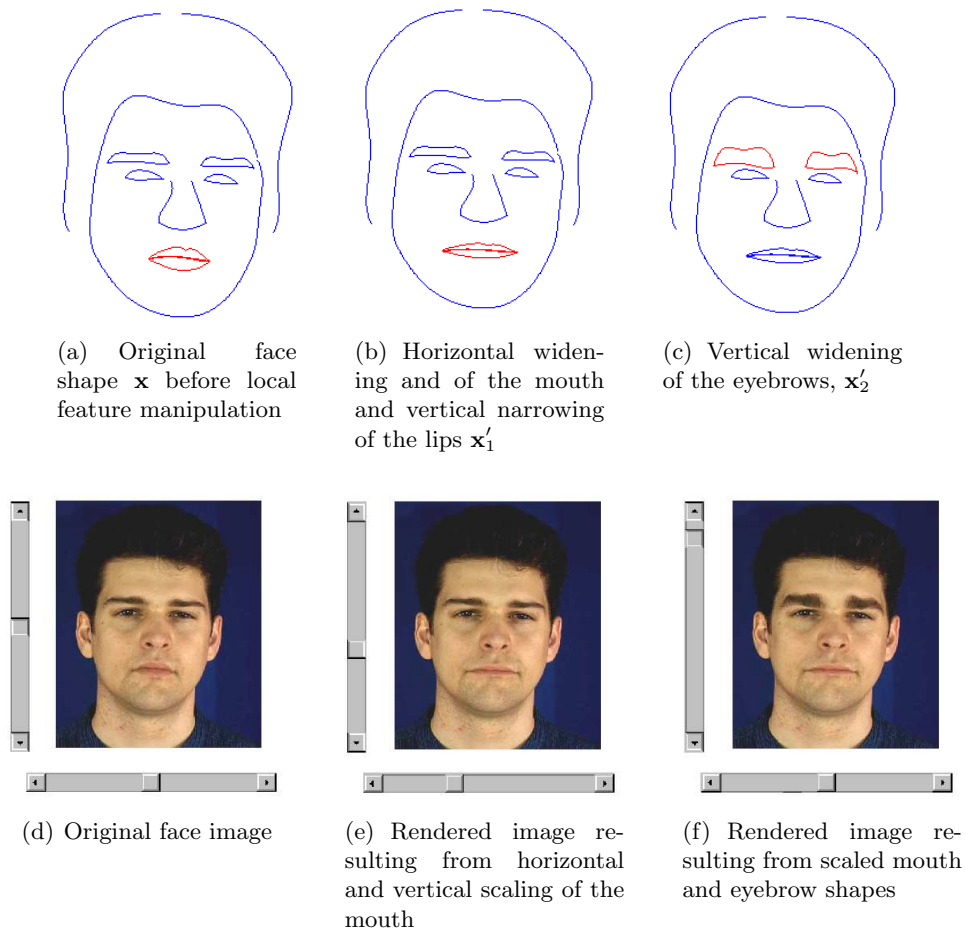 (a) Original face
shape x before local
feature manipulation
(b) Horizontal widen-
ing and of the mouth
and vertical narrowing
of the lips x′₁
(c) Vertical widening
of the eyebrows, x′₂
(d) Original face image
(e) Rendered image re-
sulting from horizontal
and vertical scaling of the
mouth
(f) Rendered image re-
sulting from scaled mouth
and eyebrow shapes